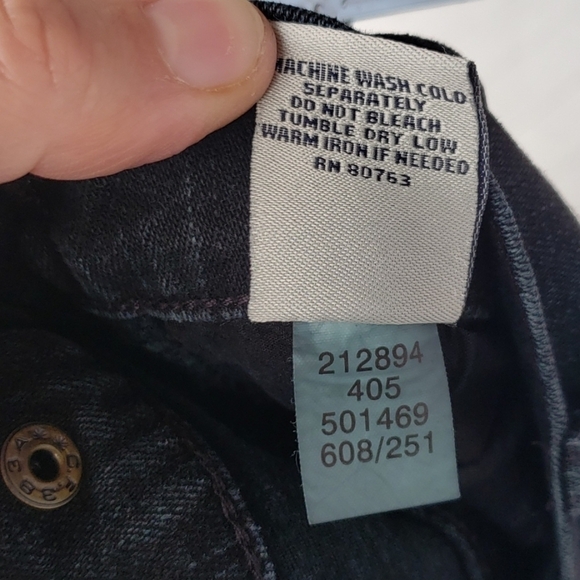 MACHINE WASH COLD
SEPARATELY
DO NOT BLEACH
TUMBLE DRY LOW
WARM IRON IF NEEDED
RN 80763
212894
405
501469
608/251